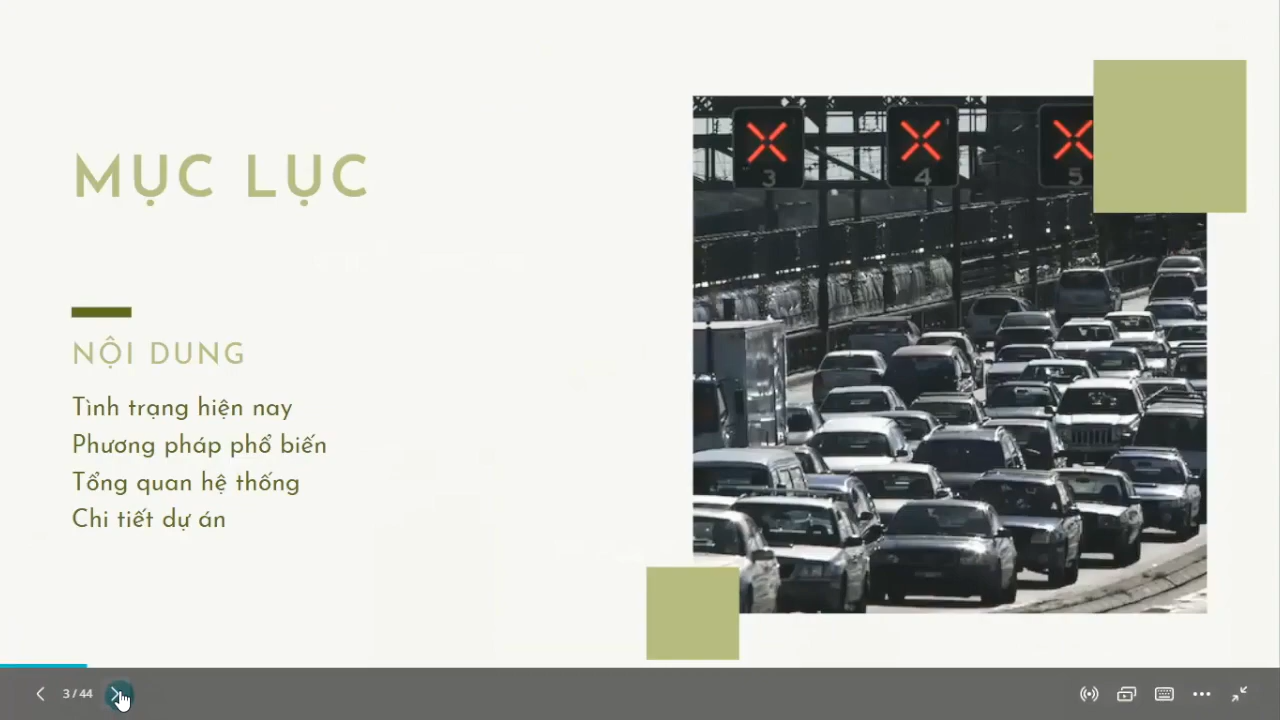 MỤC LỤC
NỘI DUNG
Tình trạng hiện nay
Phương pháp phổ biến
Tổng quan hệ thống
Chi tiết dự án
3
4
5
3 / 44